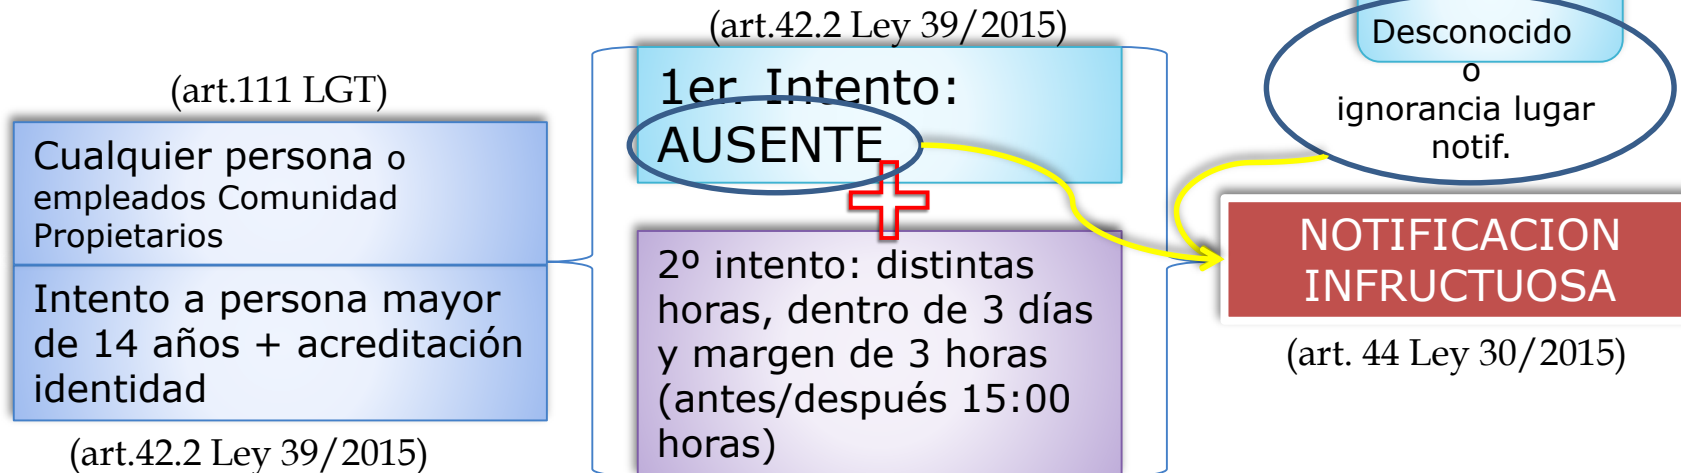 (art.111 LGT)
Cualquier persona o
empleados Comunidad
Propietarios
Intento a persona mayor
de 14 años + acreditación
identidad
(art.42.2 Ley 39/2015)
(art.42.2 Ley 39/2015)
1er. Intento:
AUSENTE
2º intento: distintas
horas, dentro de 3 días
y margen de 3 horas
(antes/después 15:00
horas)
Desconocido
o
ignorancia lugar
notif.
NOTIFICACION
INFRUCTUOSA
(art. 44 Ley 30/2015)